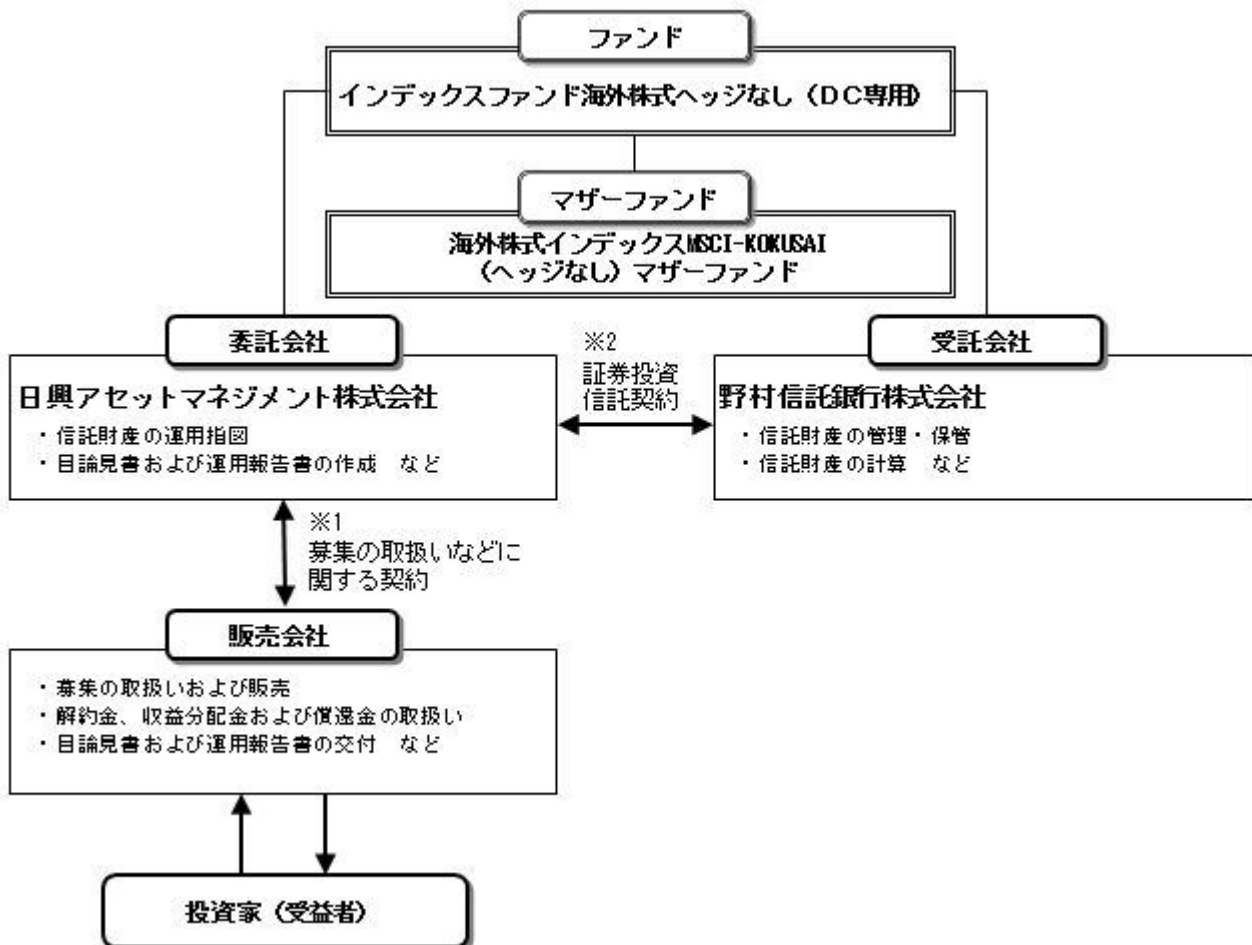 ファンド
インデックスファンド海外株式ヘッジなし（ＤＣ専用）
マザーファンド
海外株式インデックスMSCI-KOKUSAI
（ヘッジなし）マザーファンド
委託会社
日興アセットマネジメント株式会社
・信託財産の運用指図
・目論見書および運用報告書の作成　など
※2
証券投資
信託契約
受託会社
野村信託銀行株式会社
・信託財産の管理・保管
・信託財産の計算　など
※1
募集の取扱いなどに
関する契約
販売会社
・募集の取扱いおよび販売
・解約金、収益分配金および償還金の取扱い
・目論見書および運用報告書の交付　など
投資家（受益者）